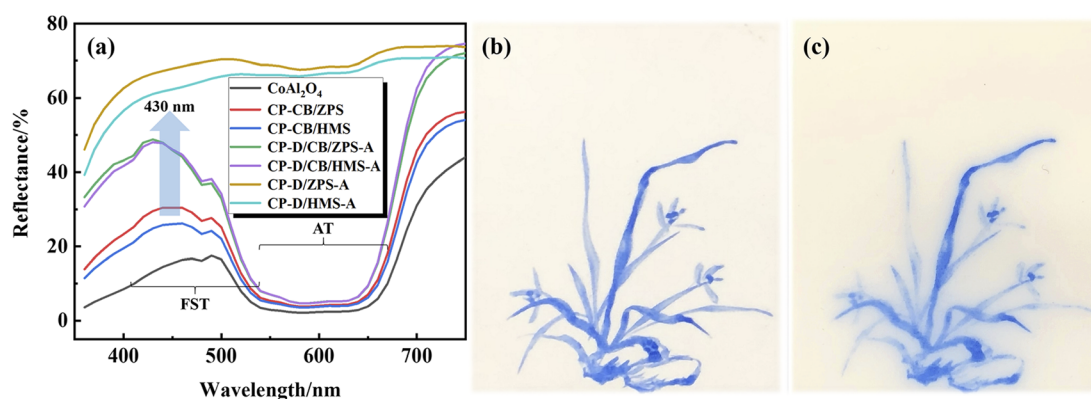 (a)
(b)
(c)
80
60
40
20
0
Reflectance/%
430 nm
CoAl₂O₄
CP-CB/ZPS
CP-CB/HMS
CP-D/CB/ZPS-A
CP-D/CB/HMS-A
CP-D/ZPS-A
CP-D/HMS-A
AT
FST
400
500
600
700
Wavelength/nm